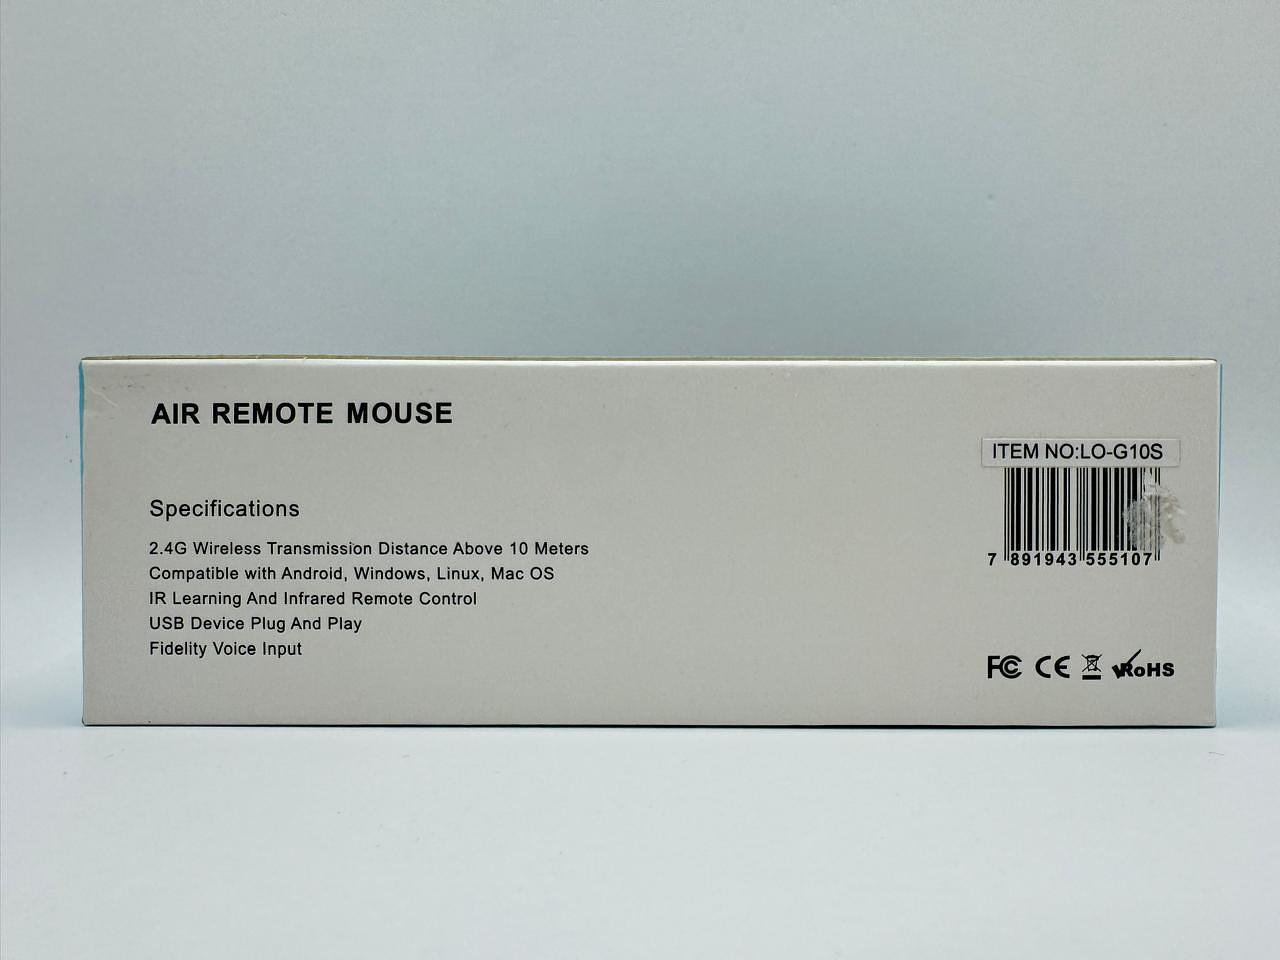 AIR REMOTE MOUSE
Specifications
2.4G Wireless Transmission Distance Above 10 Meters
Compatible with Android, Windows, Linux, Mac OS
IR Learning And Infrared Remote Control
USB Device Plug And Play
Fidelity Voice Input
ITEM NO:LO-G10S
7 891943 555107
FC CE RoHS